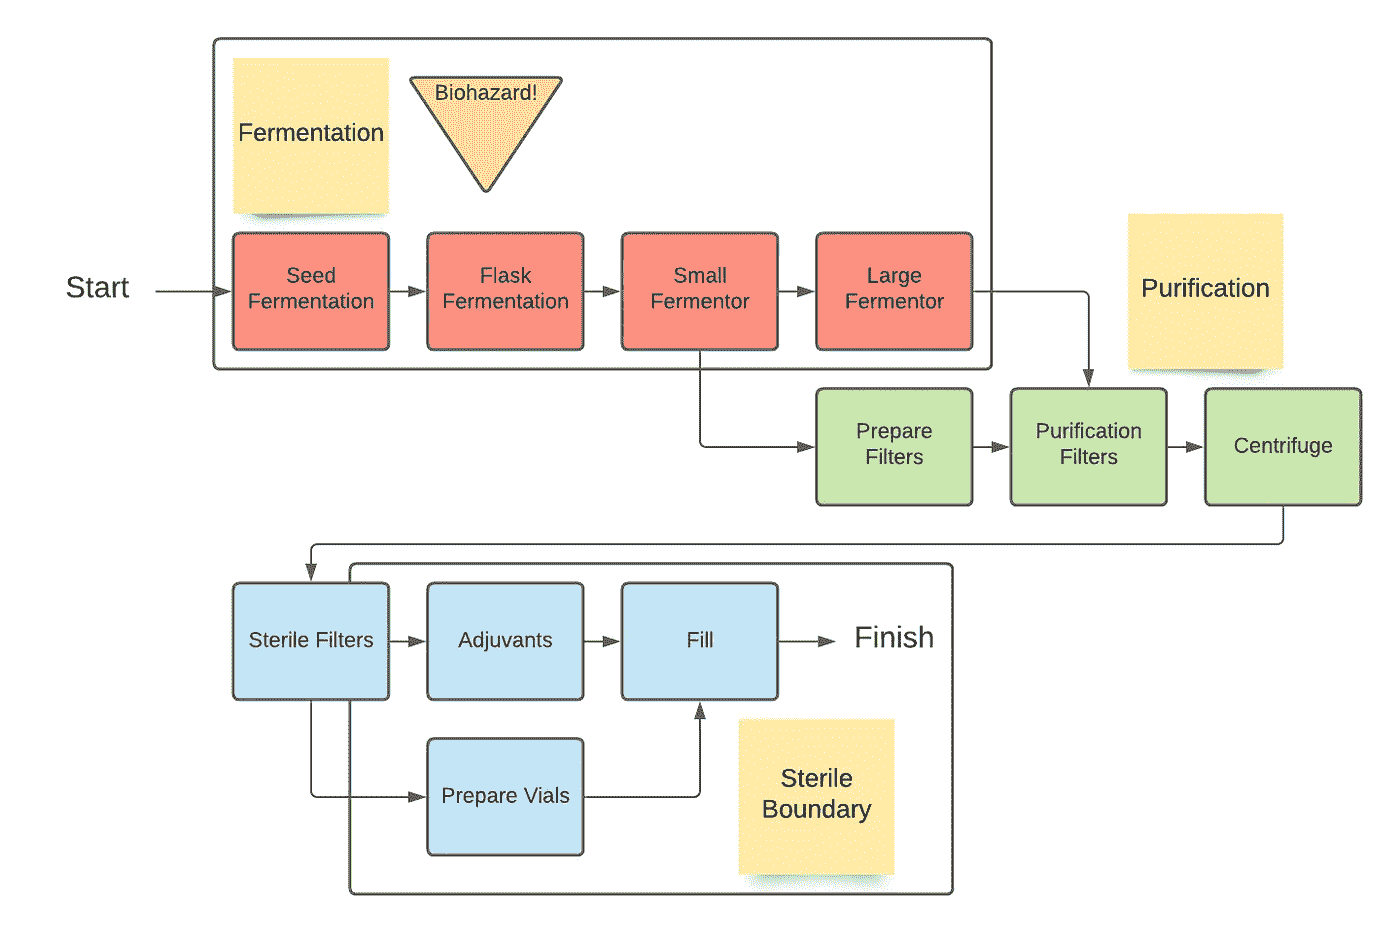 Fermentation
Biohazard!
Start
Seed
Fermentation
Flask
Fermentation
Small
Fermentor
Large
Fermentor
Purification
Prepare
Filters
Purification
Filters
Centrifuge
Sterile Filters
Adjuvants
Fill
Finish
Prepare Vials
Sterile
Boundary